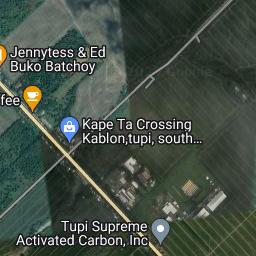 Jennytess & Ed
Buko Batchoy
fee
Kape Ta Crossing
Kablon,tupi, south...
Tupi Supreme
Activated Carbon, Inc